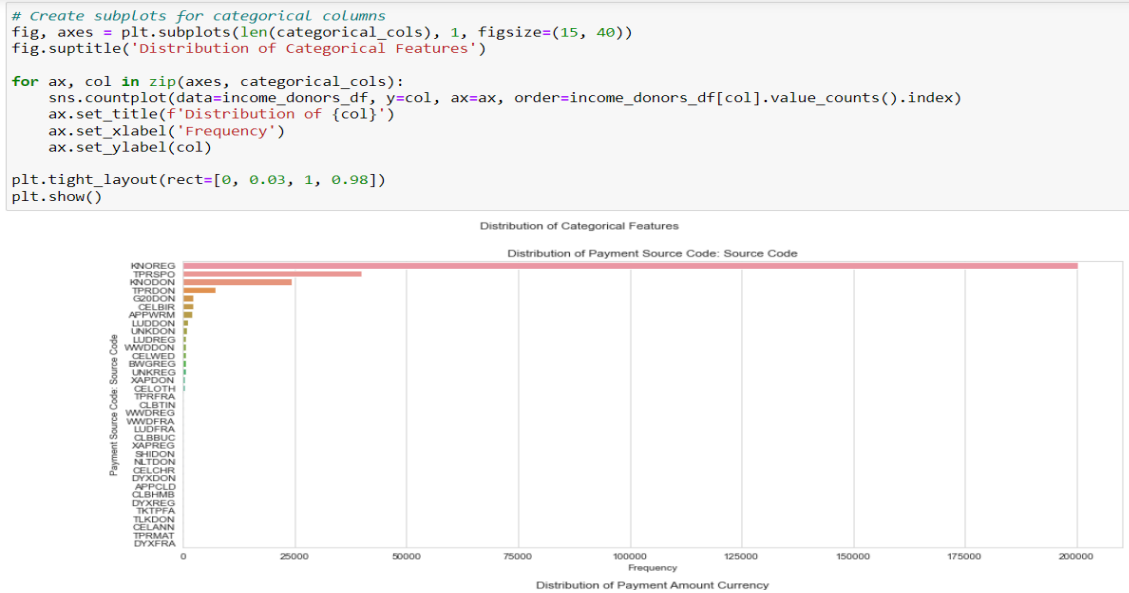 # Create subplots for categorical columns
fig, axes = plt.subplots(len(categorical_cols), 1, figsize=(15, 40))
fig.suptitle('Distribution of Categorical Features')
for ax, col in zip(axes, categorical_cols):
    sns.countplot(data=income_donors_df, y=col, ax=ax, order=income_donors_df[col].value_counts().index)
    ax.set_title(f'Distribution of {col}')
    ax.set_xlabel('Frequency')
    ax.set_ylabel(col)
plt.tight_layout(rect=[0, 0.03, 1, 0.98])
plt.show()
Distribution of Categorical Features
Distribution of Payment Source Code: Source Code
Payment Source Code: Source Code
KNOREG
TPRSPO
KNODON
TPRDON
G20DON
CELBIR
APPWRM
LUDDON
UNKDON
LUDREG
WWDDON
CELWED
BWGREG
UNKREG
XAPDON
CELOTH
TPRFRA
CLBTIN
WWDREG
WWDFRA
LUDFRA
CLBBUC
XAPREG
SHIDON
NLTDON
CELCHR
DYXDON
APPCLD
CLBHMB
DYXREG
TKTPFA
TLKDON
CELANN
TPRMAT
DYXFRA
0 25000 50000 75000 100000 125000 150000 175000 200000
Frequency
Distribution of Payment Amount Currency